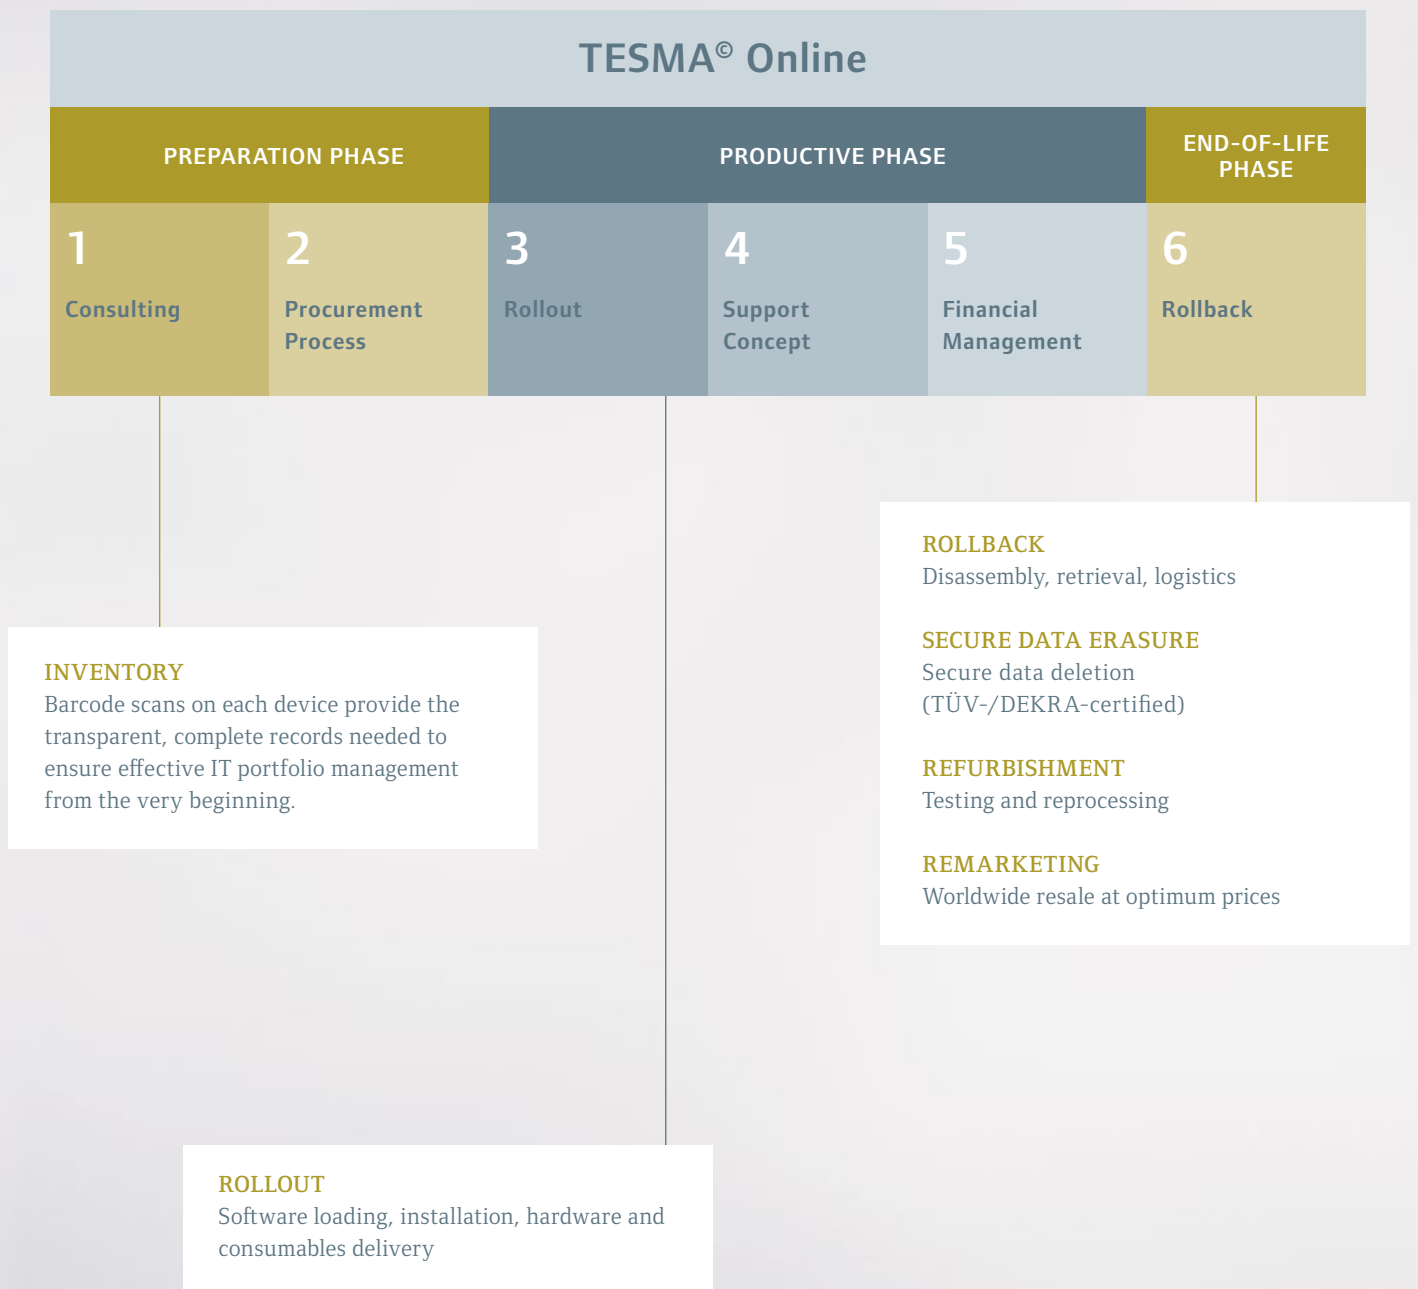 TESMA© Online
PREPARATION PHASE
PRODUCTIVE PHASE
END-OF-LIFE
PHASE
1
Consulting
2
Procurement
Process
3
Rollout
4
Support
Concept
5
Financial
Management
6
Rollback
INVENTORY
Barcode scans on each device provide the
transparent, complete records needed to
ensure effective IT portfolio management
from the very beginning.
ROLLBACK
Disassembly, retrieval, logistics
SECURE DATA ERASURE
Secure data deletion
(TÜV-/DEKRA-certified)
REFURBISHMENT
Testing and reprocessing
REMARKETING
Worldwide resale at optimum prices
ROLLOUT
Software loading, installation, hardware and
consumables delivery